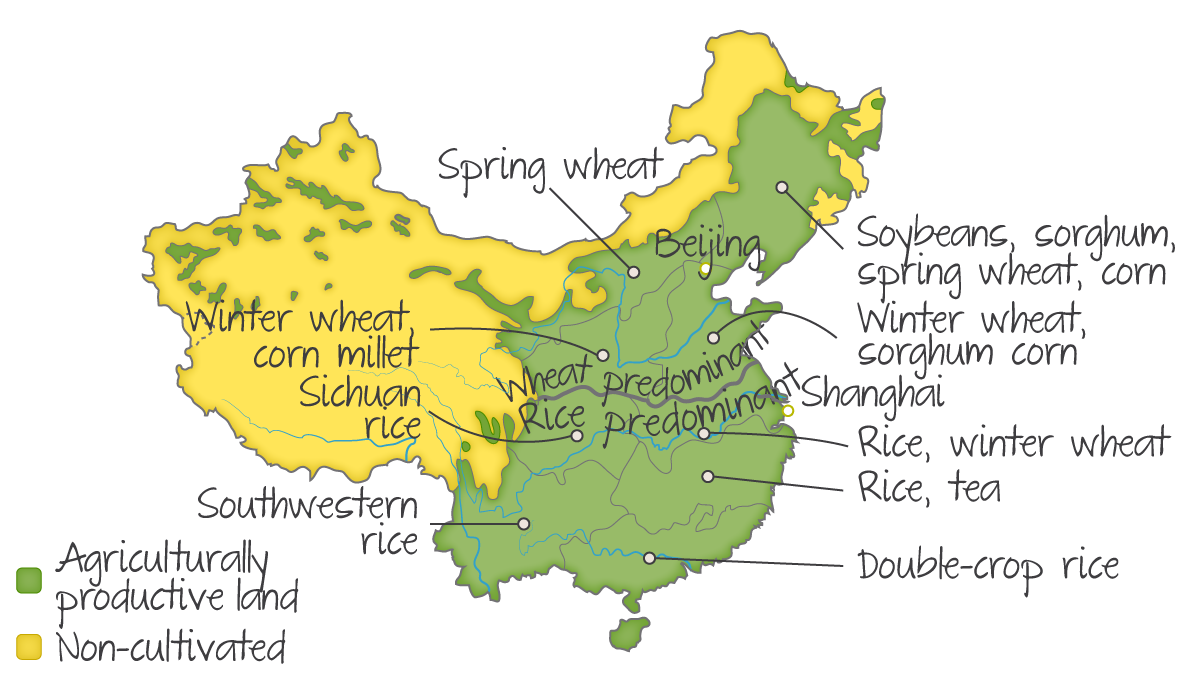 Spring wheat
Beijing
Soybeans, sorghum,
spring wheat, corn
Winter wheat,
corn millet
Winter wheat,
sorghum corn
Sichuan
rice
Wheat predominant
Rice predominant
Shanghai
Rice, winter wheat
Rice, tea
Southwestern
rice
Double-crop rice
Agriculturally
productive land
Non-cultivated